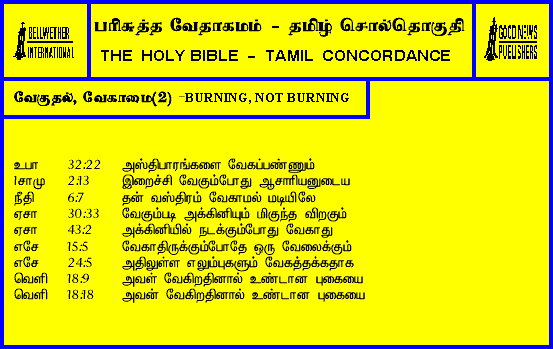 BELLWETHER
INTERNATIONAL
பரிசுத்த வேதாகமம் - தமிழ் சொல்தொகுதி
THE HOLY BIBLE - TAMIL CONCORDANCE
GOOD NEWS
PUBLISHERS
வேகுதல், வேகாமை(2) -BURNING, NOT BURNING
உபா 32:22 அஸ்திபாரங்களை வேகப்பண்ணும்
1சாமு 2:13 இறைச்சி வேகும்போது ஆசாரியனுடைய
நீதி 6:7 தன் வஸ்திரம் வேகாமல் மடியிலே
ஏசா 30:33 வேகும்படி அக்கினியும் மிகுந்த விறகும்
ஏசா 43:2 அக்கினியில் நடக்கும்போது வேகாது
எசே 15:5 வேகாதிருக்கும்போதே ஒரு வேலைக்கும்
எசே 24:5 அதிலுள்ள எலும்புகளும் வேகத்தக்கதாக
வெளி 18:9 அவள் வேகிறதினால் உண்டான புகையை
வெளி 18:18 அவன் வேகிறதினால் உண்டான புகையை